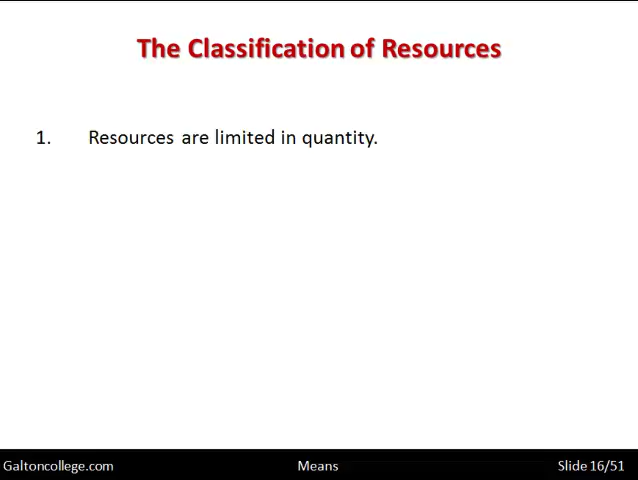 The Classification of Resources
1. Resources are limited in quantity.
Galtoncollege.com Means Slide 16/51